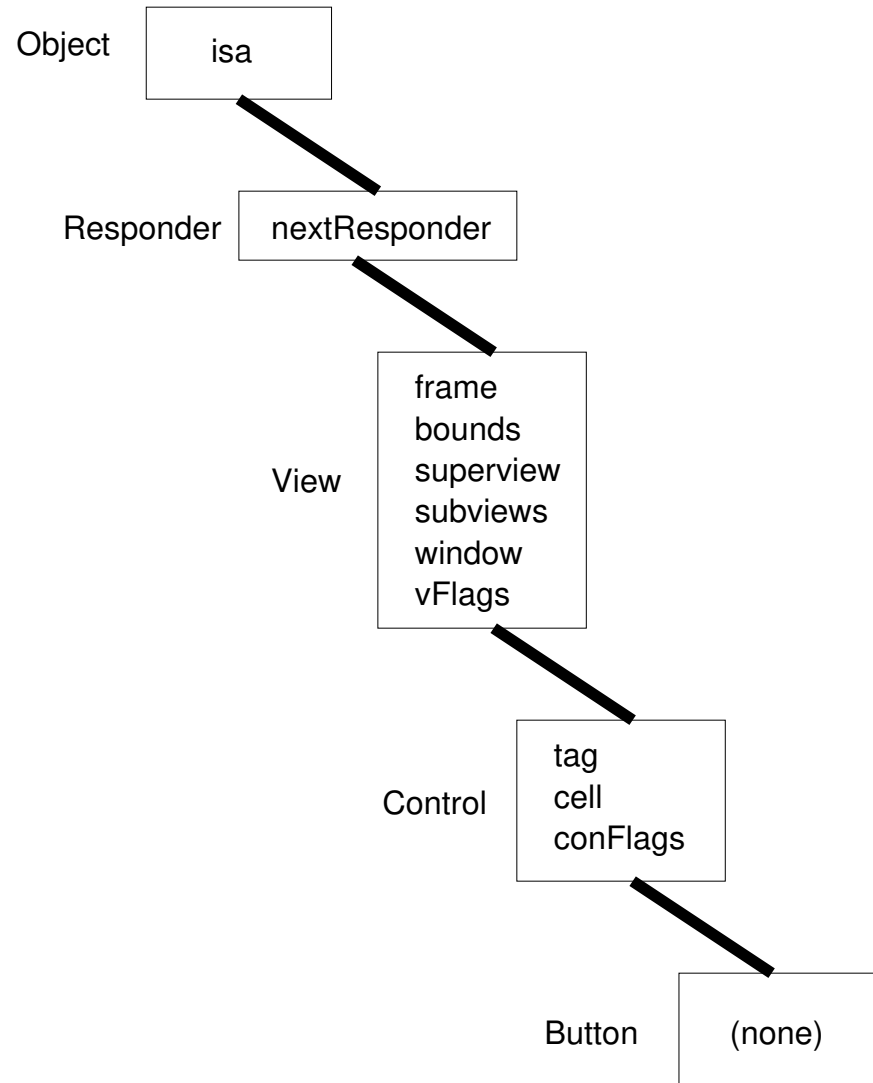 Object
isa
Responder
nextResponder
View
frame
bounds
superview
subviews
window
vFlags
Control
tag
cell
conFlags
Button
(none)